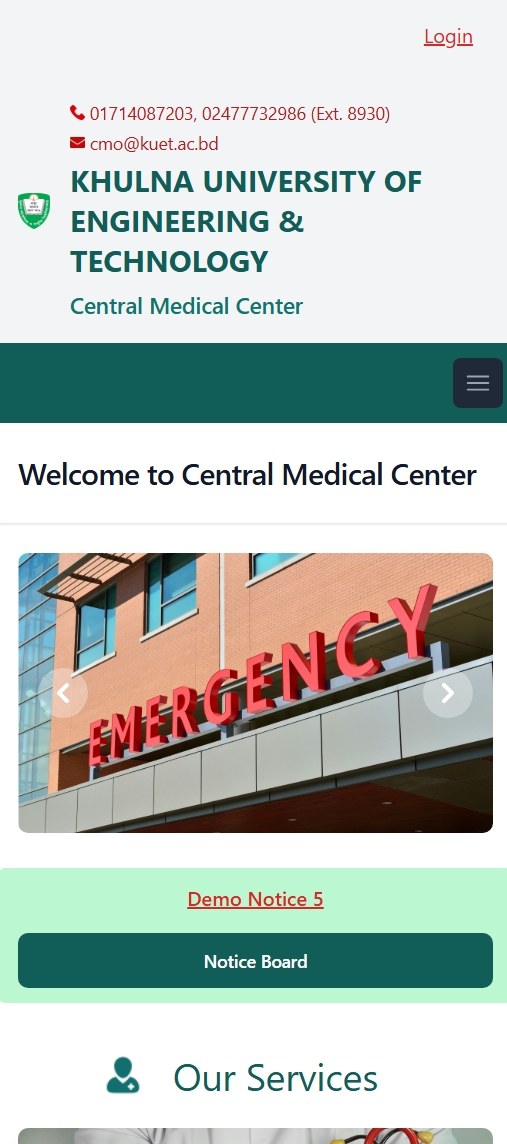 Login
01714087203, 02477732986 (Ext. 8930)
cmo@kuet.ac.bd
KHULNA UNIVERSITY OF
ENGINEERING &
TECHNOLOGY
Central Medical Center
Welcome to Central Medical Center
EMERGENCY
Demo Notice 5
Notice Board
Our Services